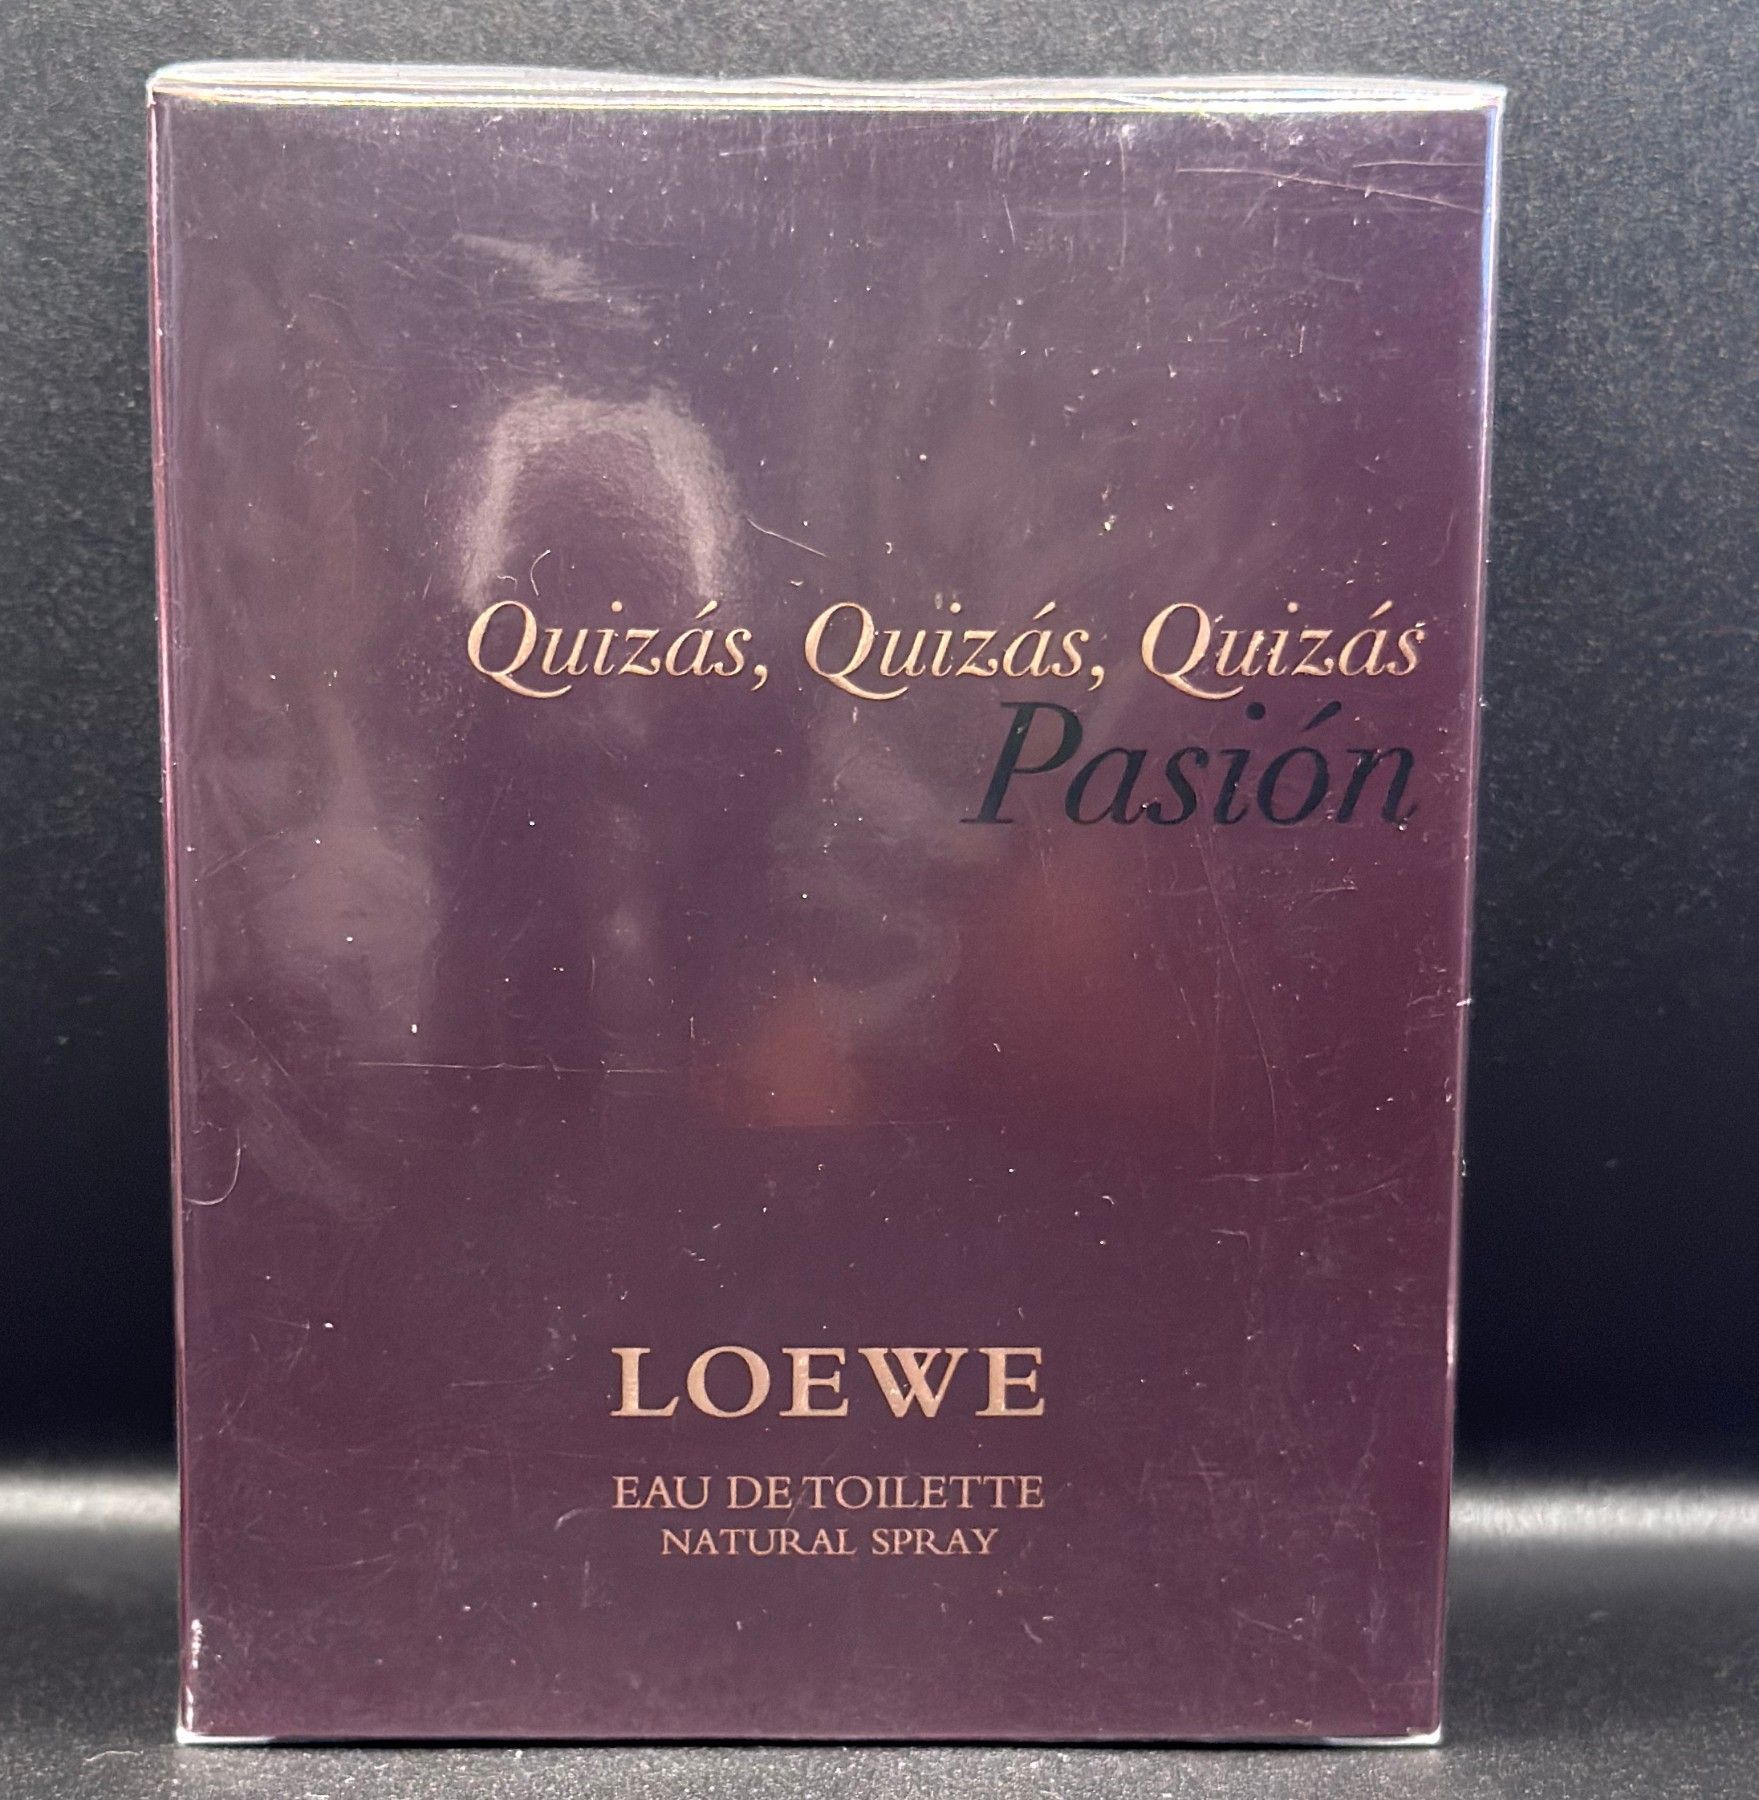 Quizás, Quizás, Quizás
Pasión
LOEWE
EAU DE TOILETTE
NATURAL SPRAY